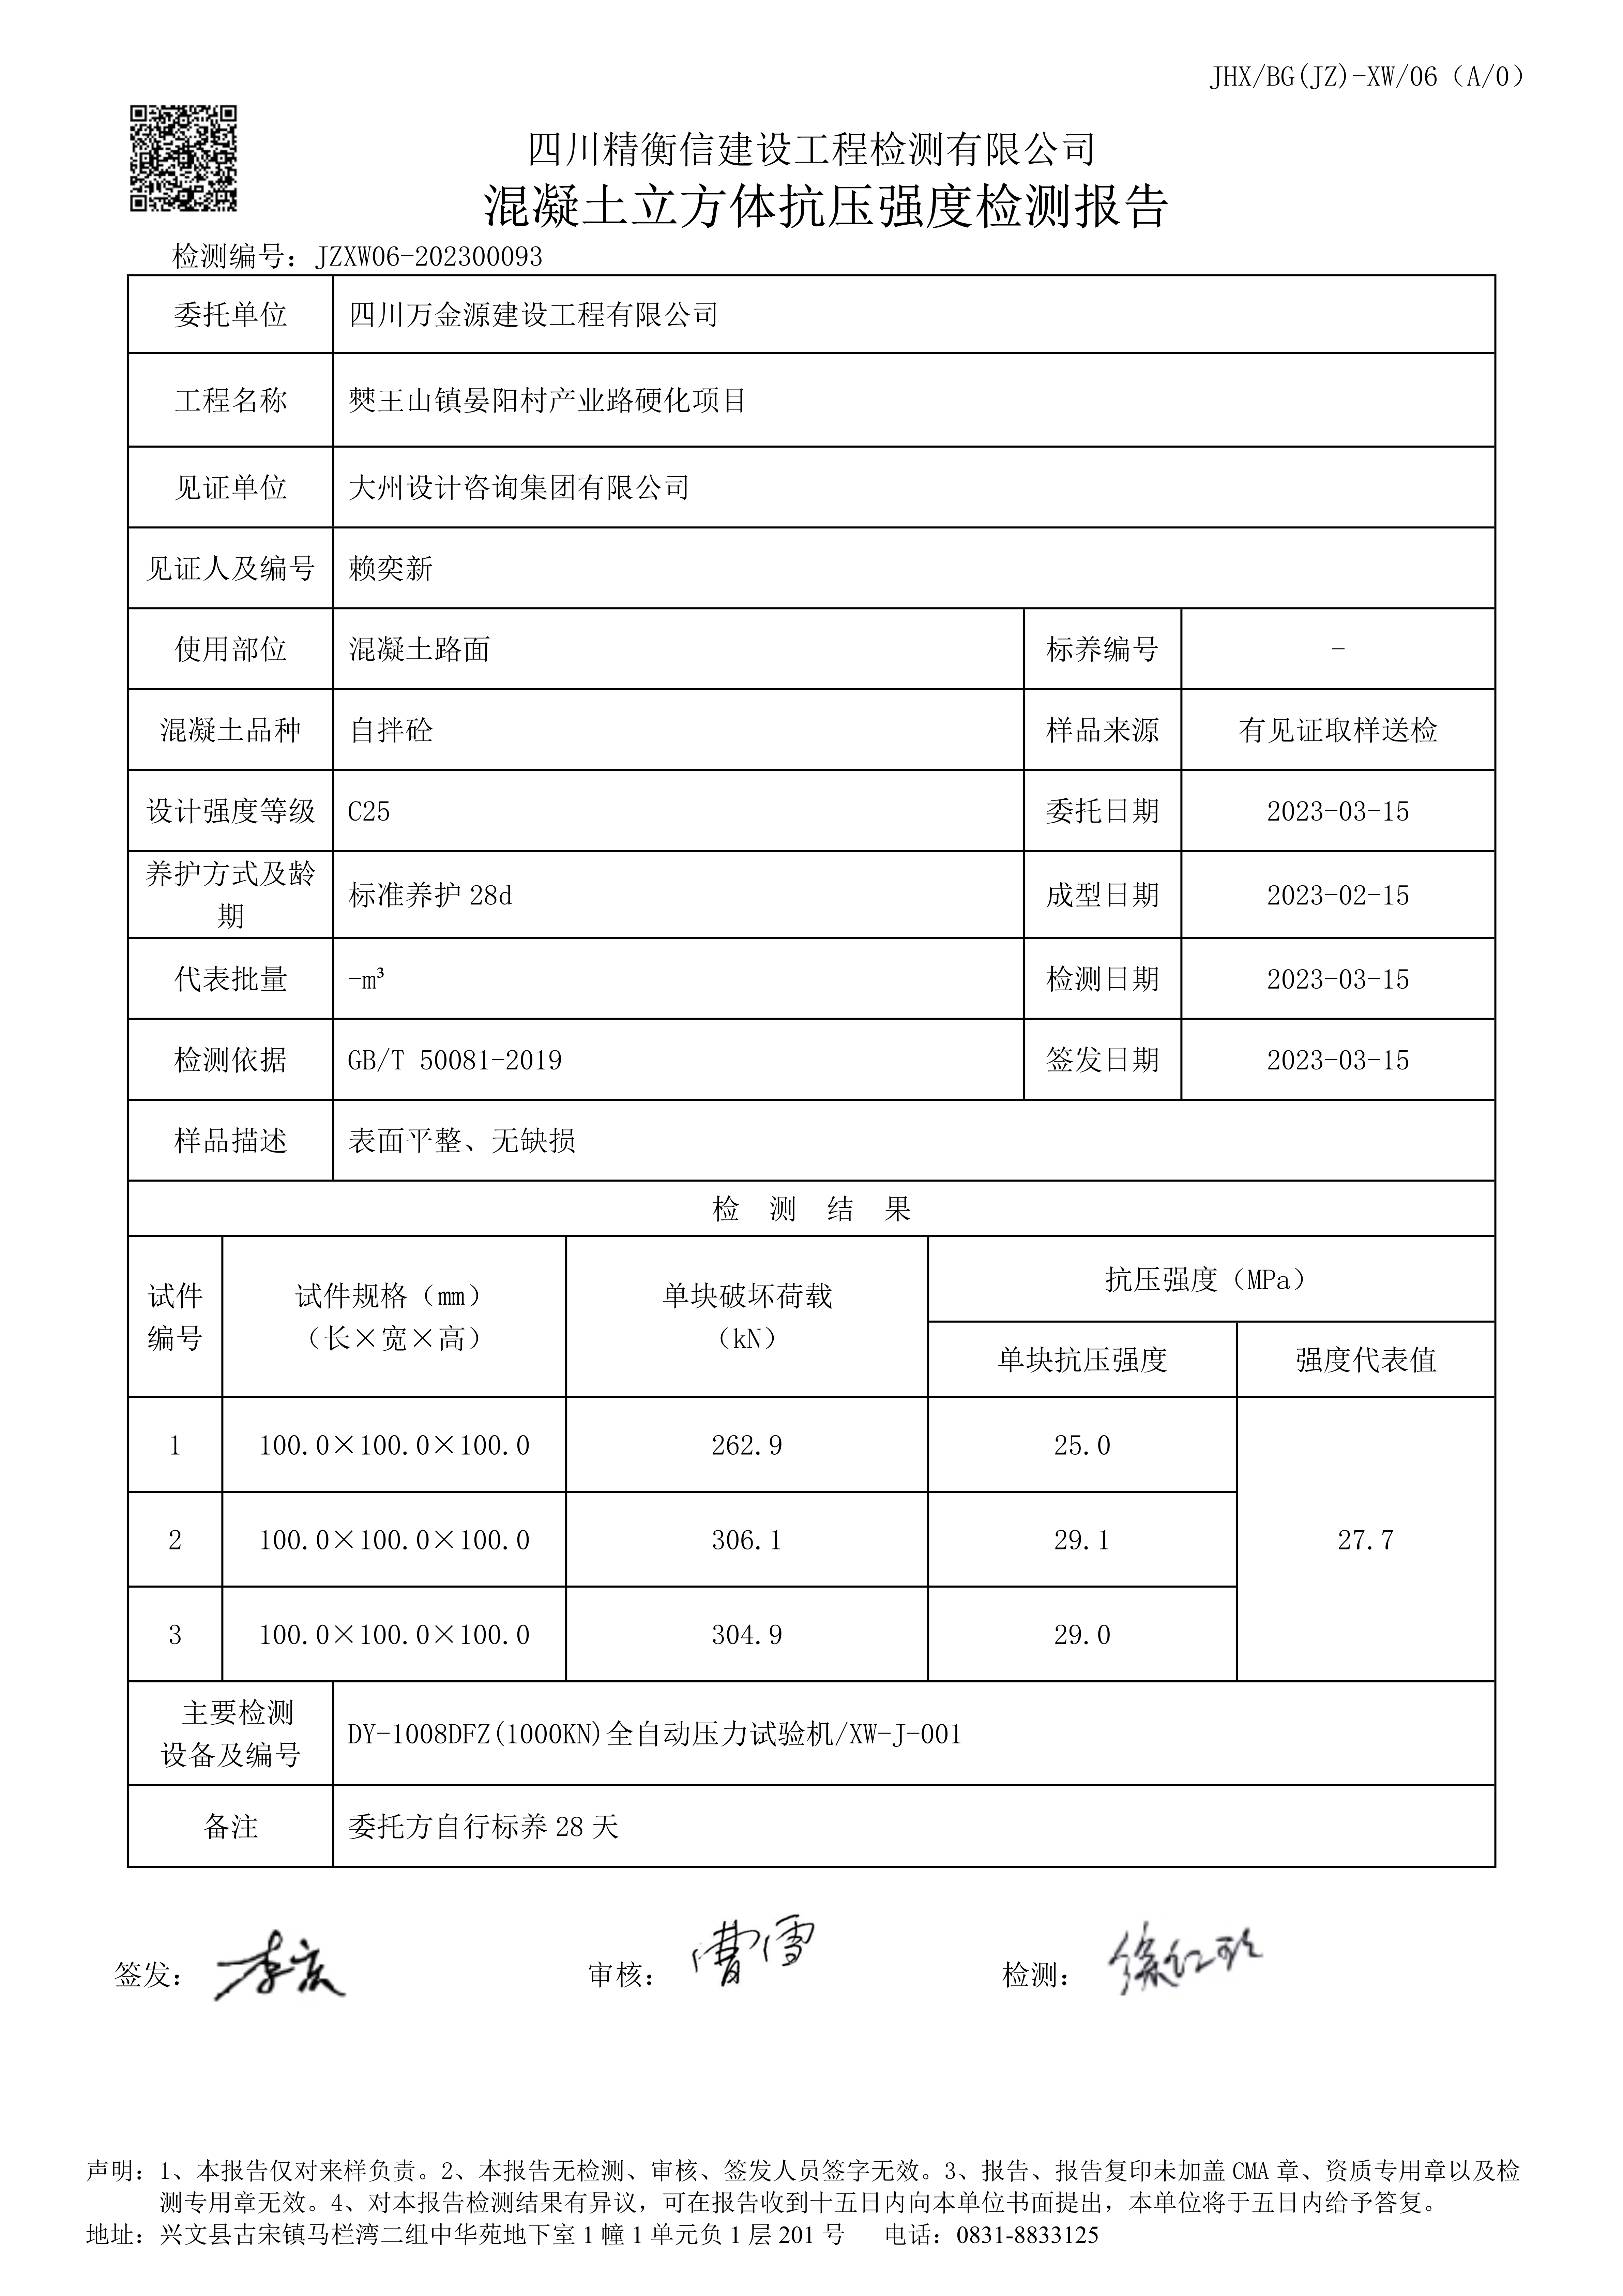 JHX/BG(JZ)-XW/06（A/0）
四川精衡信建设工程检测有限公司
混凝土立方体抗压强度检测报告
检测编号：JZXW06-202300093
委托单位 四川万金源建设工程有限公司
工程名称 僰王山镇晏阳村产业路硬化项目
见证单位 大州设计咨询集团有限公司
见证人及编号 赖奕新
使用部位 混凝土路面 标养编号 -
混凝土品种 自拌砼 样品来源 有见证取样送检
设计强度等级 C25 委托日期 2023-03-15
养护方式及龄
期
标准养护 28d 成型日期 2023-02-15
代表批量 -m³ 检测日期 2023-03-15
检测依据 GB/T 50081-2019 签发日期 2023-03-15
样品描述 表面平整、无缺损
检 测 结 果
试件
编号
试件规格（mm）
（长×宽×高）
单块破坏荷载
（kN）
抗压强度（MPa）
单块抗压强度 强度代表值
1 100.0×100.0×100.0 262.9 25.0
2 100.0×100.0×100.0 306.1 29.1 27.7
3 100.0×100.0×100.0 304.9 29.0
主要检测
设备及编号
DY-1008DFZ(1000KN)全自动压力试验机/XW-J-001
备注 委托方自行标养 28 天
签发： 审核：曹雪 检测：
声明：1、本报告仅对来样负责。2、本报告无检测、审核、签发人员签字无效。3、报告、报告复印未加盖 CMA 章、资质专用章以及检
测专用章无效。4、对本报告检测结果有异议，可在报告收到十五日内向本单位书面提出，本单位将于五日内给予答复。
地址：兴文县古宋镇马栏湾二组中华苑地下室 1 幢 1 单元负 1 层 201 号 电话：0831-8833125